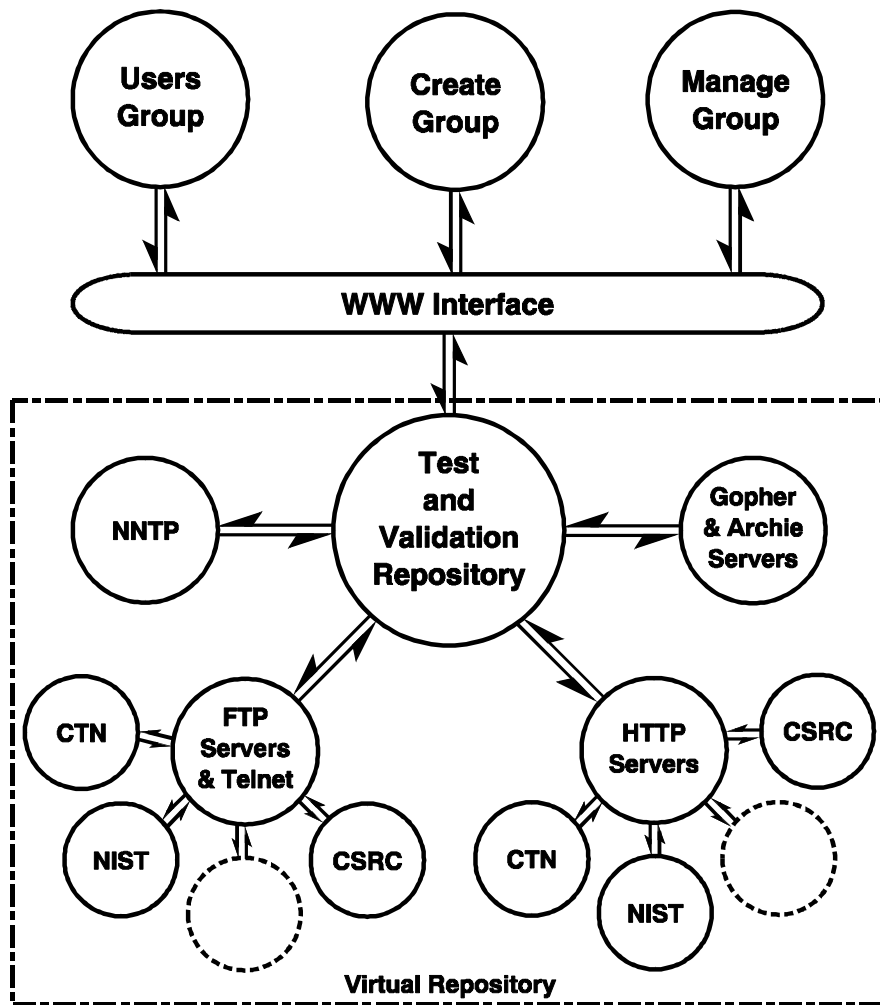 Users
Group
Create
Group
Manage
Group
WWW Interface
Test
and
Validation
Repository
NNTP
Gopher
& Archie
Servers
FTP
Servers
& Telnet
HTTP
Servers
CTN
NIST
CSRC
CTN
NIST
CSRC
Virtual Repository